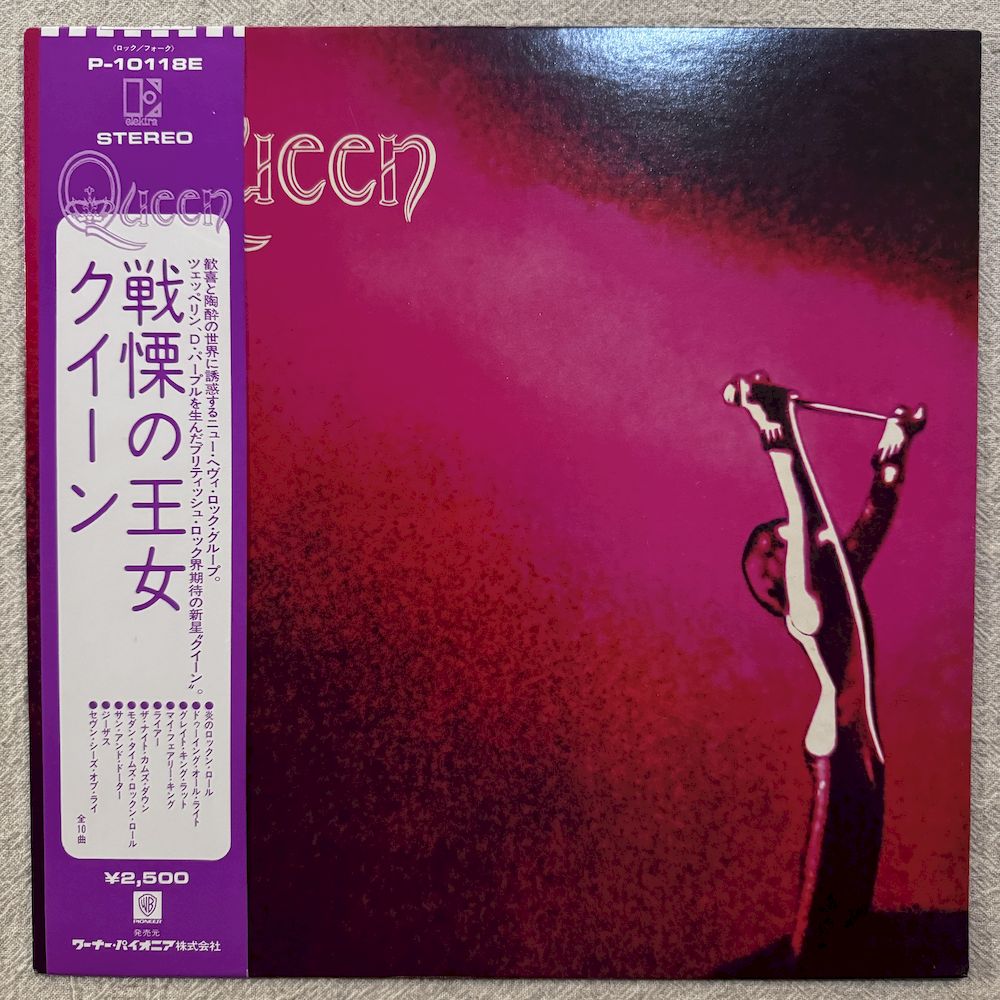 (ロック/フォーク)
P-10118E
elektra
STEREO
Queen
ueen
歓喜と陶酔の世界に誘惑するニュー・ヘヴィ・ロック・グループ。
ツェッペリン、D・パープルを生んだブリティッシュ・ロック界期待の新星“クイーン”。
戦慄の王女
クイーン
●炎のロックン・ロール
●ドゥーイング・オール・ライト
●グレイト・キング・ラット
●マイ・フェアリー・キング
●ライアー
●ザ・ナイト・カムズ・ダウン
●モダン・タイムズ・ロックン・ロール
●サン・アンド・ドーター
●ジーザス
●セヴン・シーズ・オブ・ライ
全10曲
¥2,500
WB
PIONEER
発売元
ワーナー・パイオニア株式会社